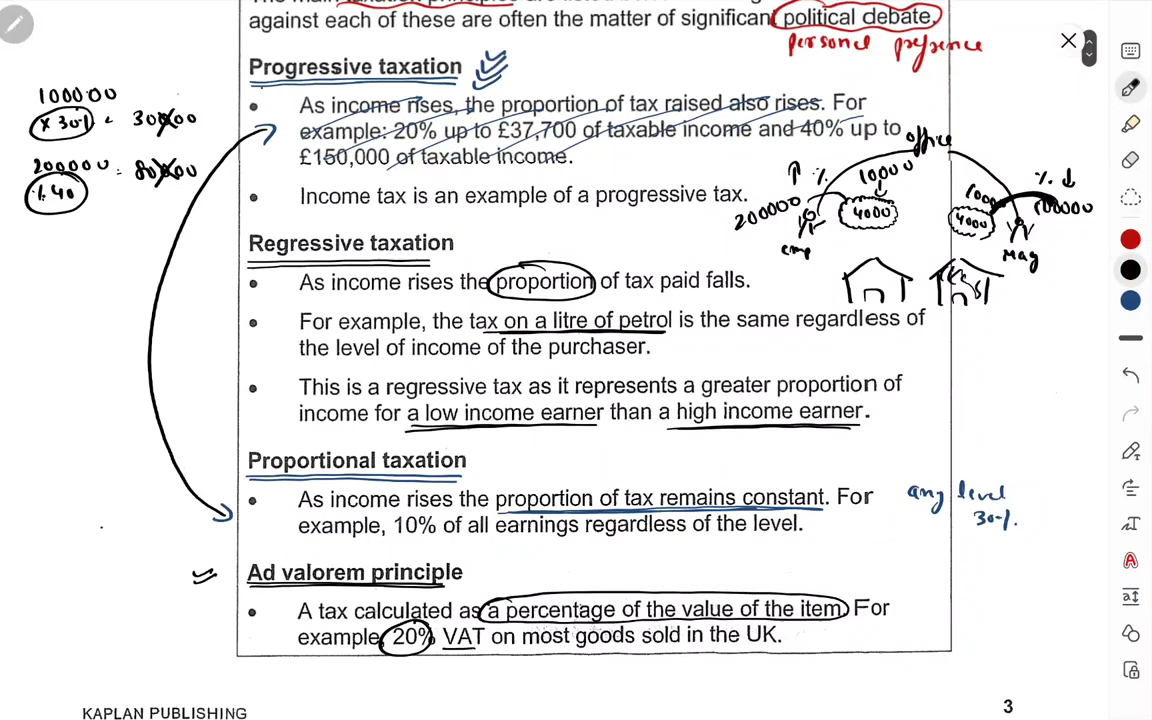 against each of these are often the matter of significant political debate.
personal
Progressive taxation
• As income rises, the proportion of tax raised also rises. For
example: 20% up to £37,700 of taxable income and 40% up to
£150,000 of taxable income.
• Income tax is an example of a progressive tax.
100000
x 30% = 30000
200000 = 80000
% 40
office
↑ % 10000
200000 4000
emp
% ↓
4000
Mag
Regressive taxation
• As income rises the proportion of tax paid falls.
• For example, the tax on a litre of petrol is the same regardless of
the level of income of the purchaser.
• This is a regressive tax as it represents a greater proportion of
income for a low income earner than a high income earner.
Proportional taxation
• As income rises the proportion of tax remains constant. For
example, 10% of all earnings regardless of the level.
any level
30%.
Ad valorem principle
• A tax calculated as a percentage of the value of the item. For
example, 20% VAT on most goods sold in the UK.
KAPLAN PUBLISHING
3